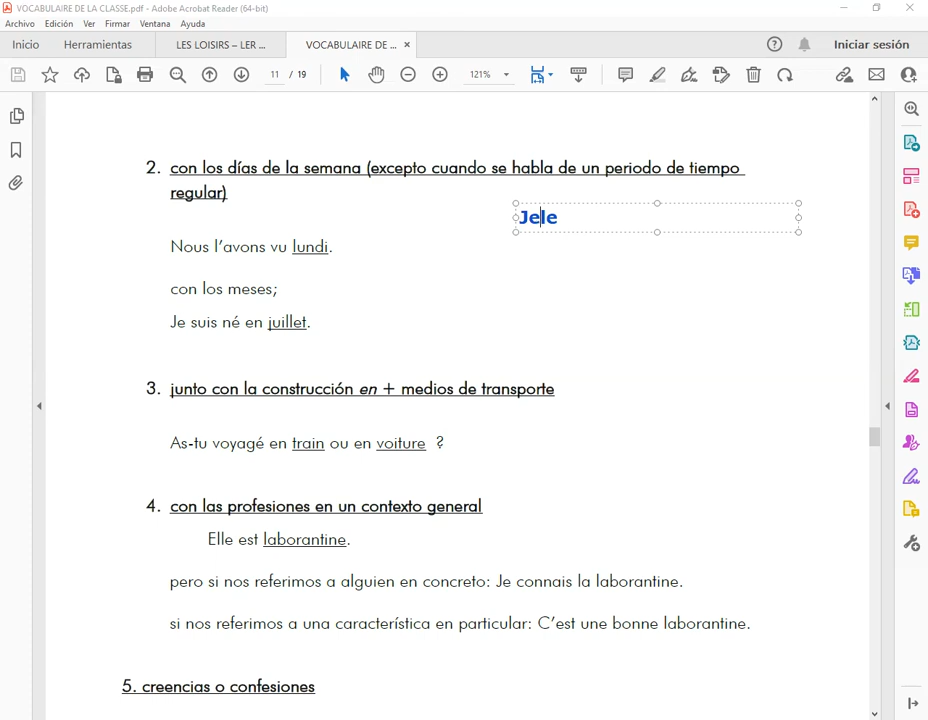 VOCABULAIRE DE LA CLASSE.pdf - Adobe Acrobat Reader (64-bit)
Archivo Edición Ver Firmar Ventana Ayuda
Inicio Herramientas LES LOISIRS – LER ... VOCABULAIRE DE ... × Iniciar sesión
11 / 19 121%
2. con los días de la semana (excepto cuando se habla de un periodo de tiempo
regular)
Jele
Nous l’avons vu lundi.
con los meses;
Je suis né en juillet.
3. junto con la construcción en + medios de transporte
As-tu voyagé en train ou en voiture ?
4. con las profesiones en un contexto general
Elle est laborantine.
pero si nos referimos a alguien en concreto: Je connais la laborantine.
si nos referimos a una característica en particular: C’est une bonne laborantine.
5. creencias o confesiones